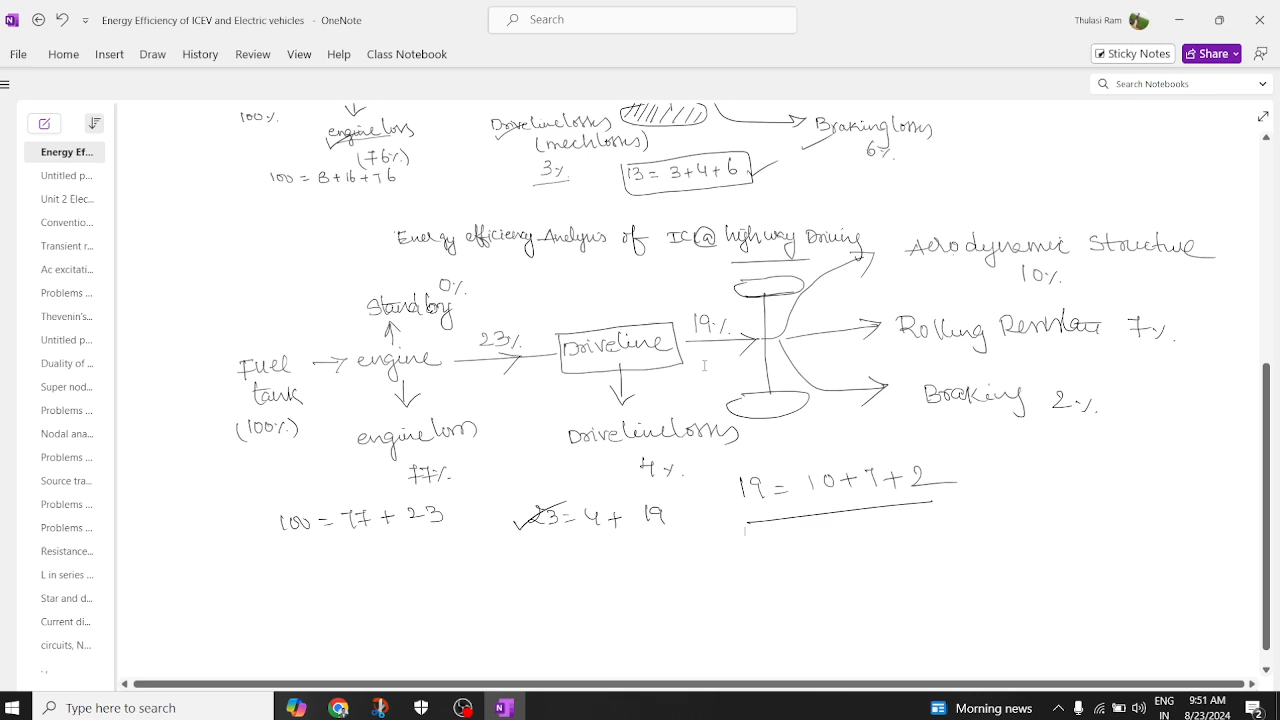 Energy Efficiency of ICEV and Electric vehicles - OneNote
Search
Thulasi Ram
File Home Insert Draw History Review View Help Class Notebook
Sticky Notes
Share
Search Notebooks
Energy Ef...
Untitled p...
Unit 2 Elec...
Conventio...
Transient r...
Ac excitati...
Problems ...
Thevenin's...
Untitled p...
Duality of ...
Super nod...
Problems ...
Nodal ana...
Problems ...
Source tra...
Problems ...
Problems ...
Resistance...
L in series ...
Star and d...
Current di...
circuits, N...
100%.
engine loss
(76%)
100 = 8+16+76
Driveline losses
(mech losses)
3%
13 = 3+4+6
Braking losses
6%.
Energy efficiency Analysis of IC@ highway Driving
0%.
Stand by
Fuel
tank
(100%)
engine
23%.
Driveline
19%.
Aerodynamic Structure
10%.
Rolling Resistance 7%.
Braking 2%.
engine loss
77%.
Driveline losses
4%.
100 = 77 + 23
23 = 4 + 19
19 = 10+7+2
Type here to search
Morning news
ENG
IN
9:51 AM
8/23/2024
2